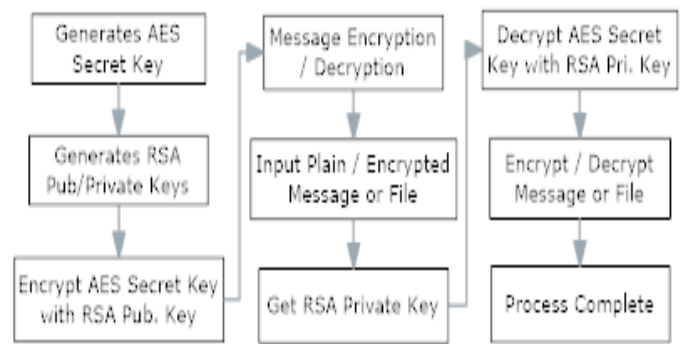 Generates AES
Secret Key
Generates RSA
Pub/Private Keys
Encrypt AES Secret Key
with RSA Pub. Key
Message Encryption
/ Decryption
Input Plain / Encrypted
Message or File
Get RSA Private Key
Decrypt AES Secret
Key with RSA Pri. Key
Encrypt / Decrypt
Message or File
Process Complete